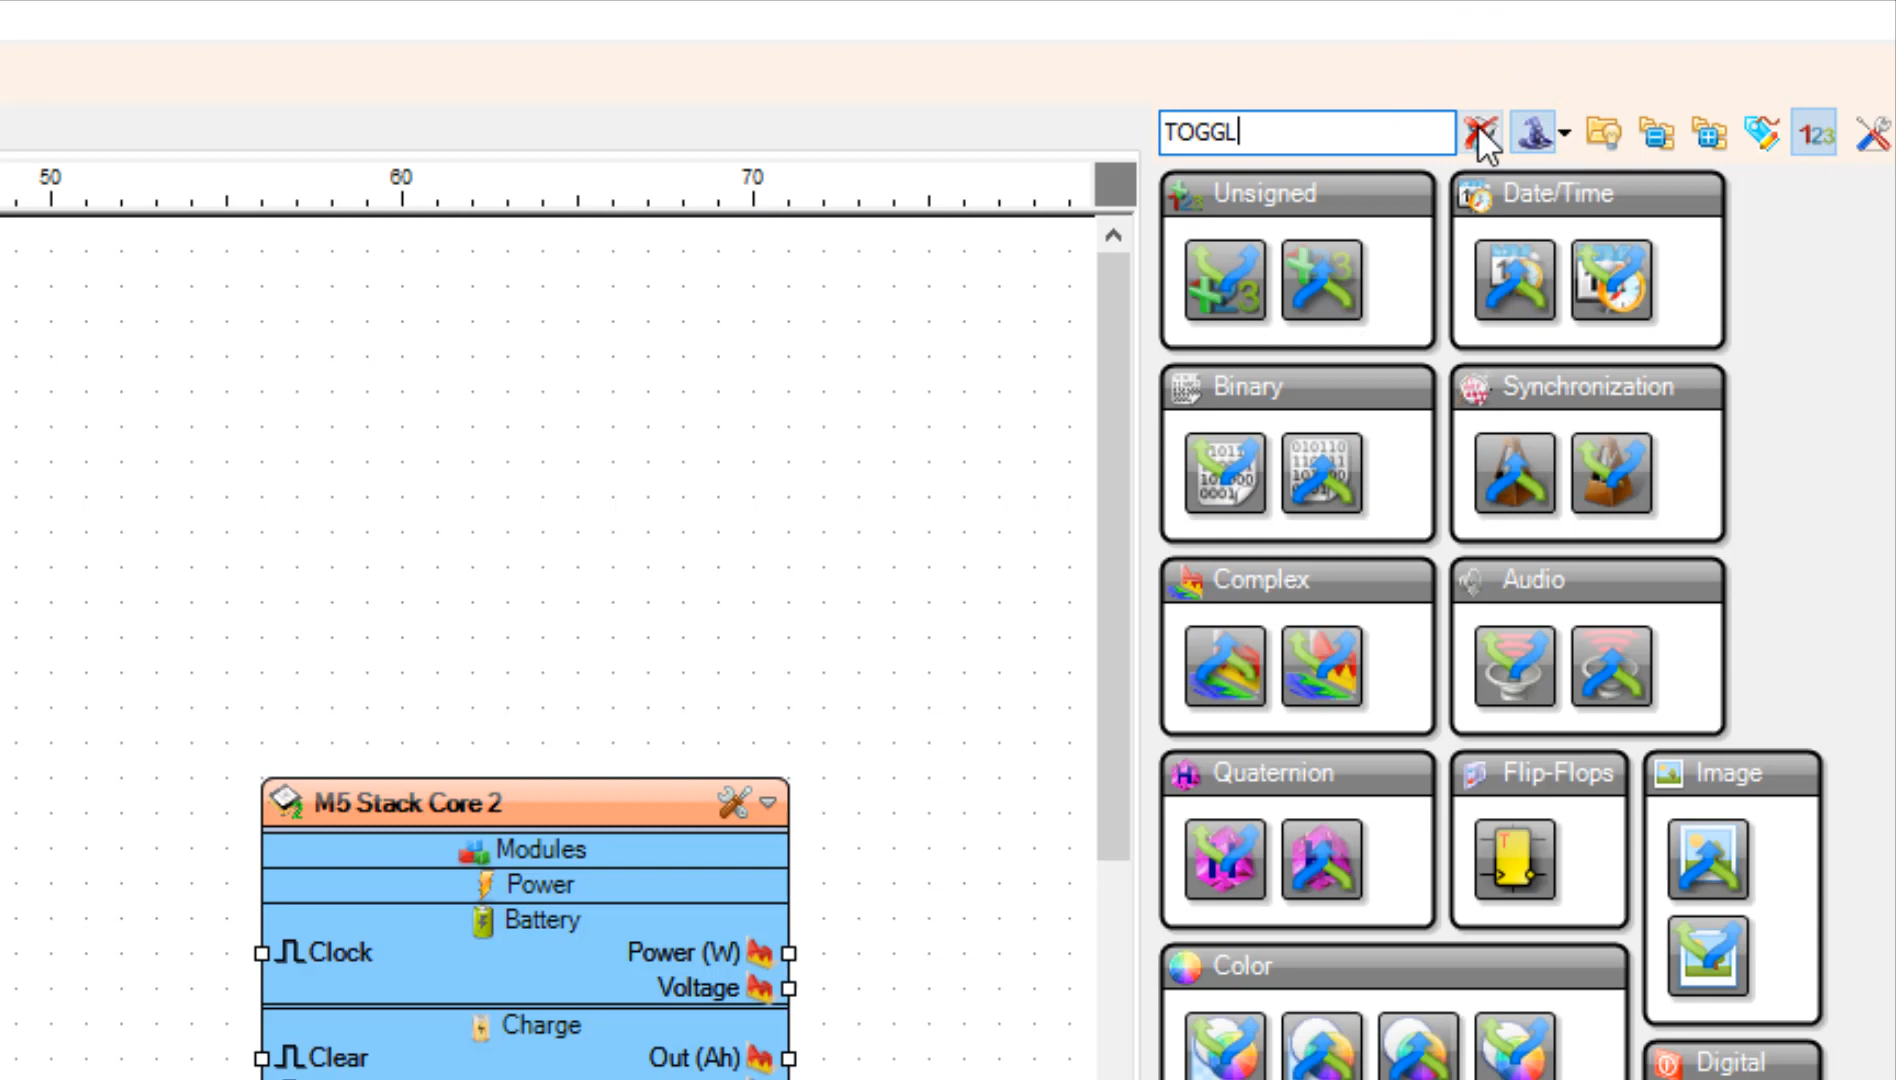 TOGGL
123
50 60 70
Unsigned
Date/Time
Binary
Synchronization
Complex
Audio
Quaternion
Flip-Flops
Image
Color
Digital
M5 Stack Core 2
Modules
Power
Battery
Clock
Power (W)
Voltage
Charge
Clear
Out (Ah)